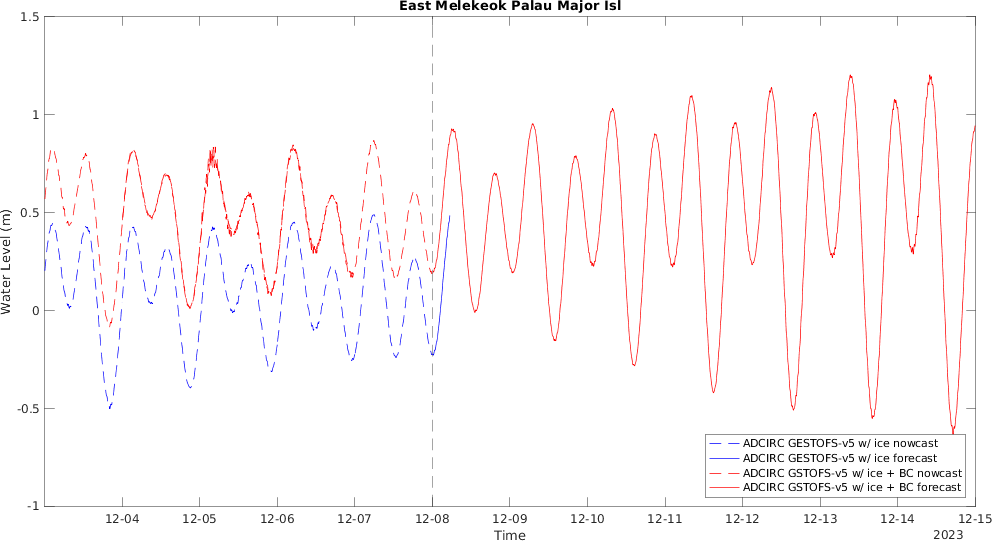 East Melekeok Palau Major Isl
1.5
1
0.5
0
-0.5
-1
Water Level (m)
ADCIRC GESTOFS-v5 w/ ice nowcast
ADCIRC GESTOFS-v5 w/ ice forecast
ADCIRC GSTOFS-v5 w/ ice + BC nowcast
ADCIRC GSTOFS-v5 w/ ice + BC forecast
12-04 12-05 12-06 12-07 12-08 12-09 12-10 12-11 12-12 12-13 12-14 12-15
Time
2023